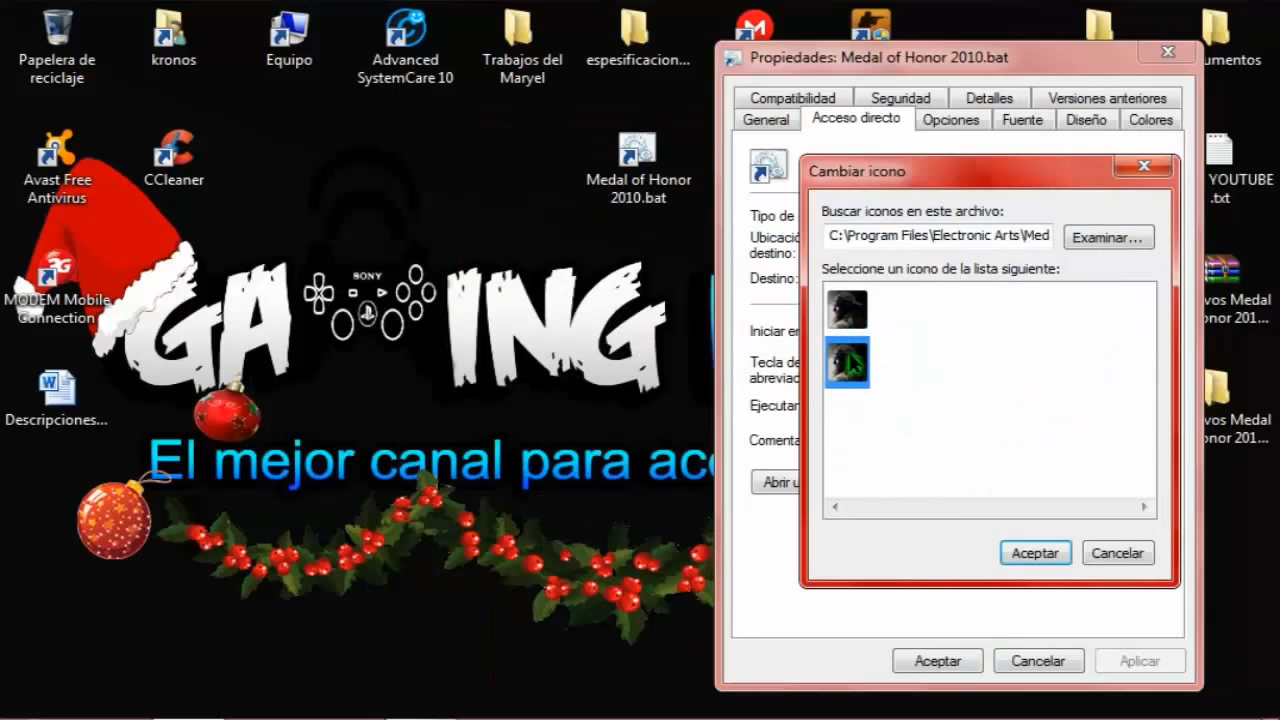 Papelera de
reciclaje
kronos
Equipo
Advanced
SystemCare 10
Trabajos del
Maryel
espesificacion...
Avast Free
Antivirus
CCleaner
Medal of Honor
2010.bat
MODEM Mobile
Connection
Descripciones...
GA
SONY
ING
El mejor canal para
Propiedades: Medal of Honor 2010.bat
Compatibilidad
Seguridad
Detalles
Versiones anteriores
General
Acceso directo
Opciones
Fuente
Diseño
Colores
Tipo de
Ubicació
destino:
Destino:
Iniciar en
Tecla de
abreviad
Ejecutar
Comenta
Abrir u
Cambiar icono
Buscar iconos en este archivo:
C:\Program Files\Electronic Arts\Med
Examinar...
Seleccione un icono de la lista siguiente:
Aceptar
Cancelar
Aceptar
Cancelar
Aplicar
umentos
YOUTUBE
.txt
vos Medal
onor 201...
vos Medal
onor 201...